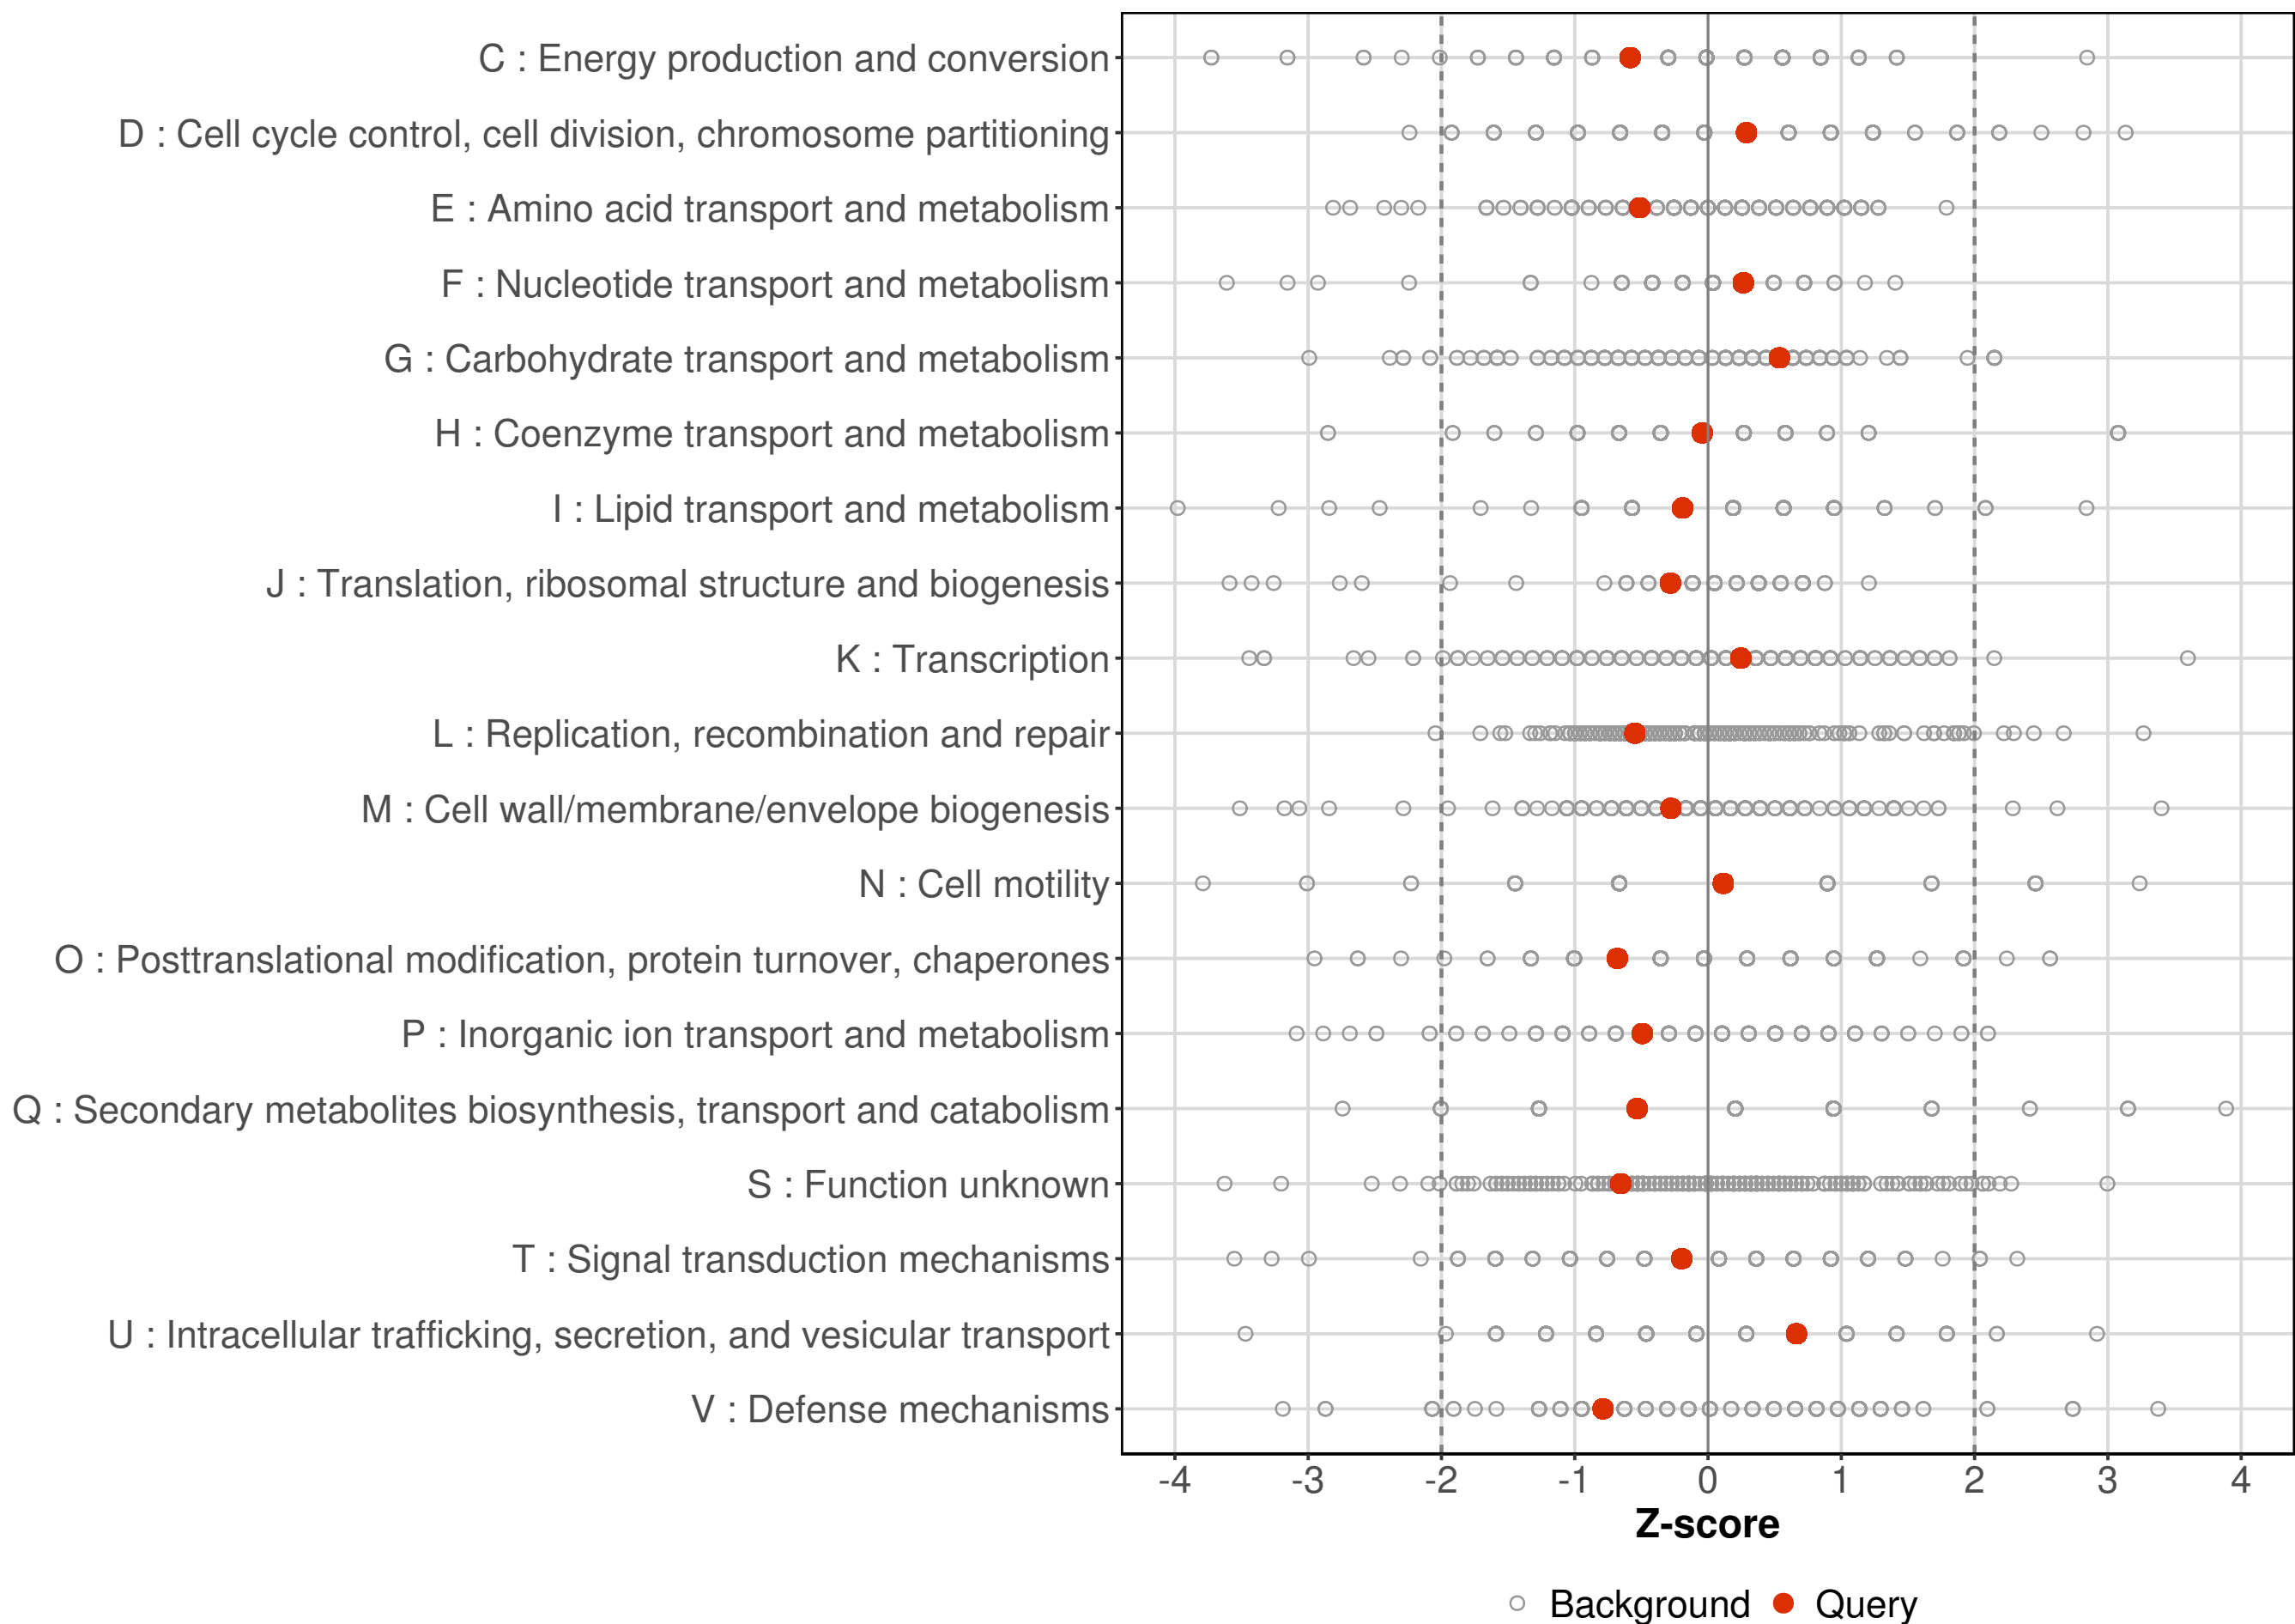 C : Energy production and conversion
D : Cell cycle control, cell division, chromosome partitioning
E : Amino acid transport and metabolism
F : Nucleotide transport and metabolism
G : Carbohydrate transport and metabolism
H : Coenzyme transport and metabolism
I : Lipid transport and metabolism
J : Translation, ribosomal structure and biogenesis
K : Transcription
L : Replication, recombination and repair
M : Cell wall/membrane/envelope biogenesis
N : Cell motility
O : Posttranslational modification, protein turnover, chaperones
P : Inorganic ion transport and metabolism
Q : Secondary metabolites biosynthesis, transport and catabolism
S : Function unknown
T : Signal transduction mechanisms
U : Intracellular trafficking, secretion, and vesicular transport
V : Defense mechanisms
-4 -3 -2 -1 0 1 2 3 4
Z-score
Background Query